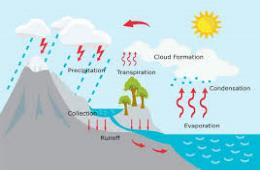 Cloud Formation
Precipitation
Transpiration
Condensation
Collection
Evaporation
Runoff